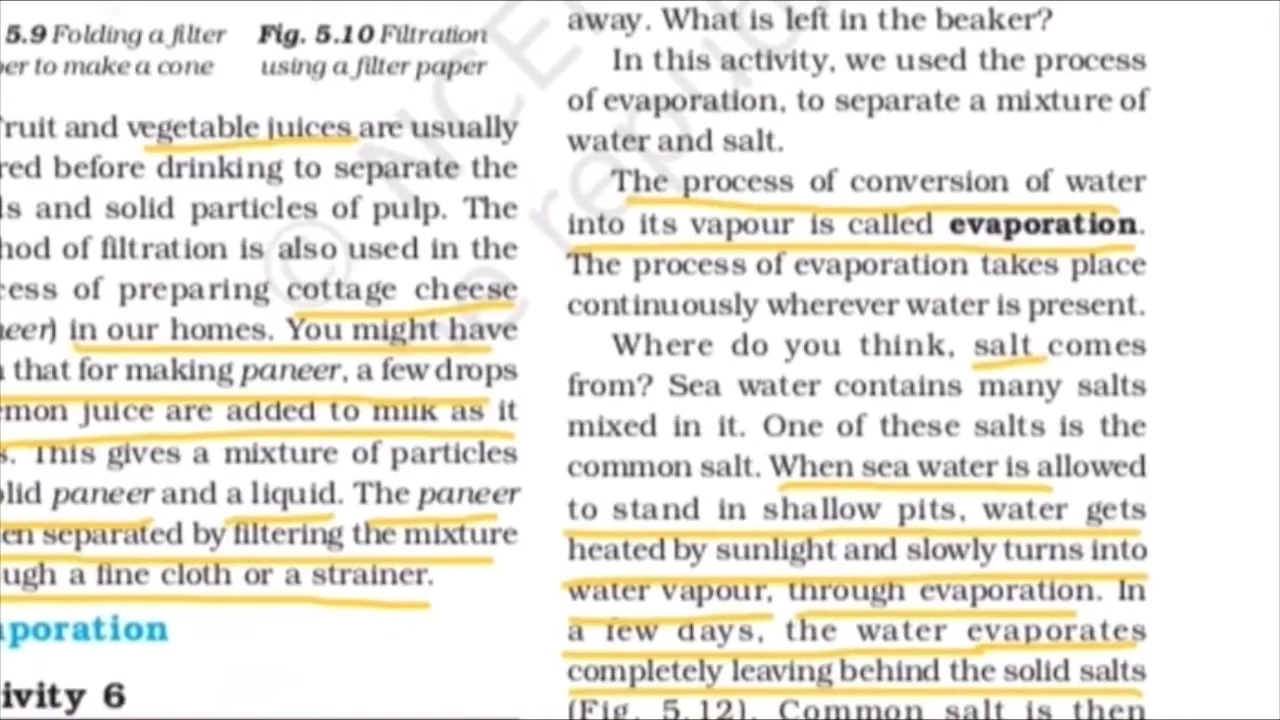 5.9 Folding a filter
per to make a cone
Fig. 5.10 Filtration
using a filter paper
Fruit and vegetable juices are usually
red before drinking to separate the
ds and solid particles of pulp. The
hod of filtration is also used in the
cess of preparing cottage cheese
neer) in our homes. You might have
n that for making paneer, a few drops
emon juice are added to milk as it
s. This gives a mixture of particles
olid paneer and a liquid. The paneer
en separated by filtering the mixture
ugh a fine cloth or a strainer.
aporation
ivity 6
away. What is left in the beaker?
In this activity, we used the process
of evaporation, to separate a mixture of
water and salt.
The process of conversion of water
into its vapour is called evaporation.
The process of evaporation takes place
continuously wherever water is present.
Where do you think, salt comes
from? Sea water contains many salts
mixed in it. One of these salts is the
common salt. When sea water is allowed
to stand in shallow pits, water gets
heated by sunlight and slowly turns into
water vapour, through evaporation. In
a few days, the water evaporates
completely leaving behind the solid salts
(Fig. 5.12). Common salt is then
© NCE
be republ